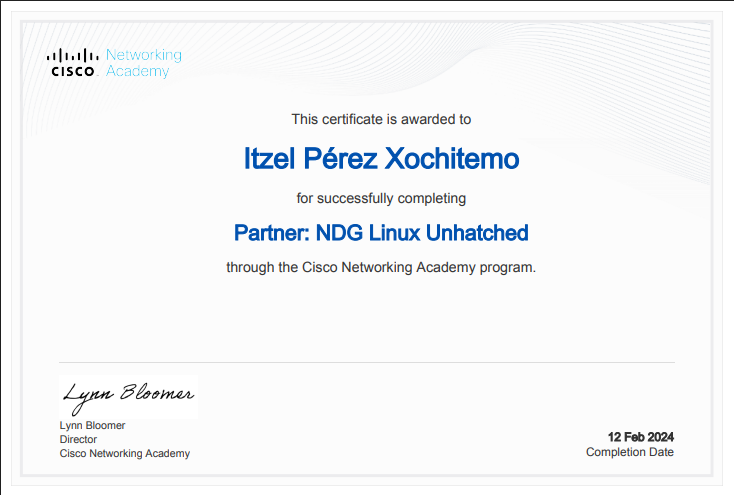 CISCO. Networking
Academy
This certificate is awarded to
Itzel Pérez Xochitemo
for successfully completing
Partner: NDG Linux Unhatched
through the Cisco Networking Academy program.
Lynn Bloomer
Lynn Bloomer
Director
Cisco Networking Academy
12 Feb 2024
Completion Date